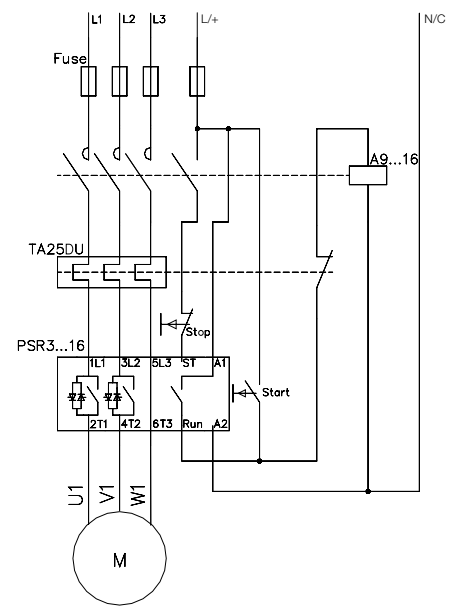 L1 L2 L3 L/+ N/C
Fuse
A9...16
TA25DU
Stop
PSR3...16
1L1 3L2 5L3 ST A1
Start
2T1 4T2 6T3 Run A2
U1 V1 W1
M